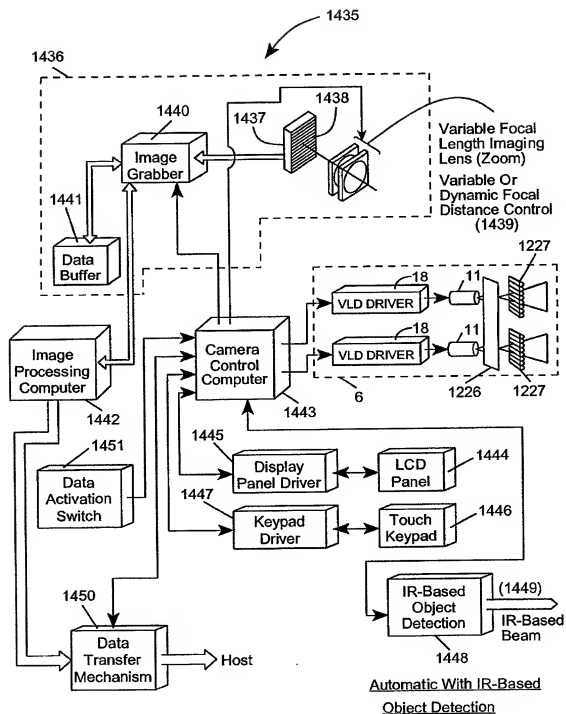 1435
1436
1440
Image
Grabber
1437
1438
Variable Focal
Length Imaging
Lens (Zoom)
Variable Or
Dynamic Focal
Distance Control
(1439)
1441
Data
Buffer
1227
18
11
VLD DRIVER
18
11
VLD DRIVER
6
1226
1227
Image
Processing
Computer
1442
Camera
Control
Computer
1443
1451
Data
Activation
Switch
1445
Display
Panel Driver
LCD
Panel
1444
1447
Keypad
Driver
Touch
Keypad
1446
1450
Data
Transfer
Mechanism
Host
IR-Based
Object
Detection
1448
(1449)
IR-Based
Beam
Automatic With IR-Based
Object Detection